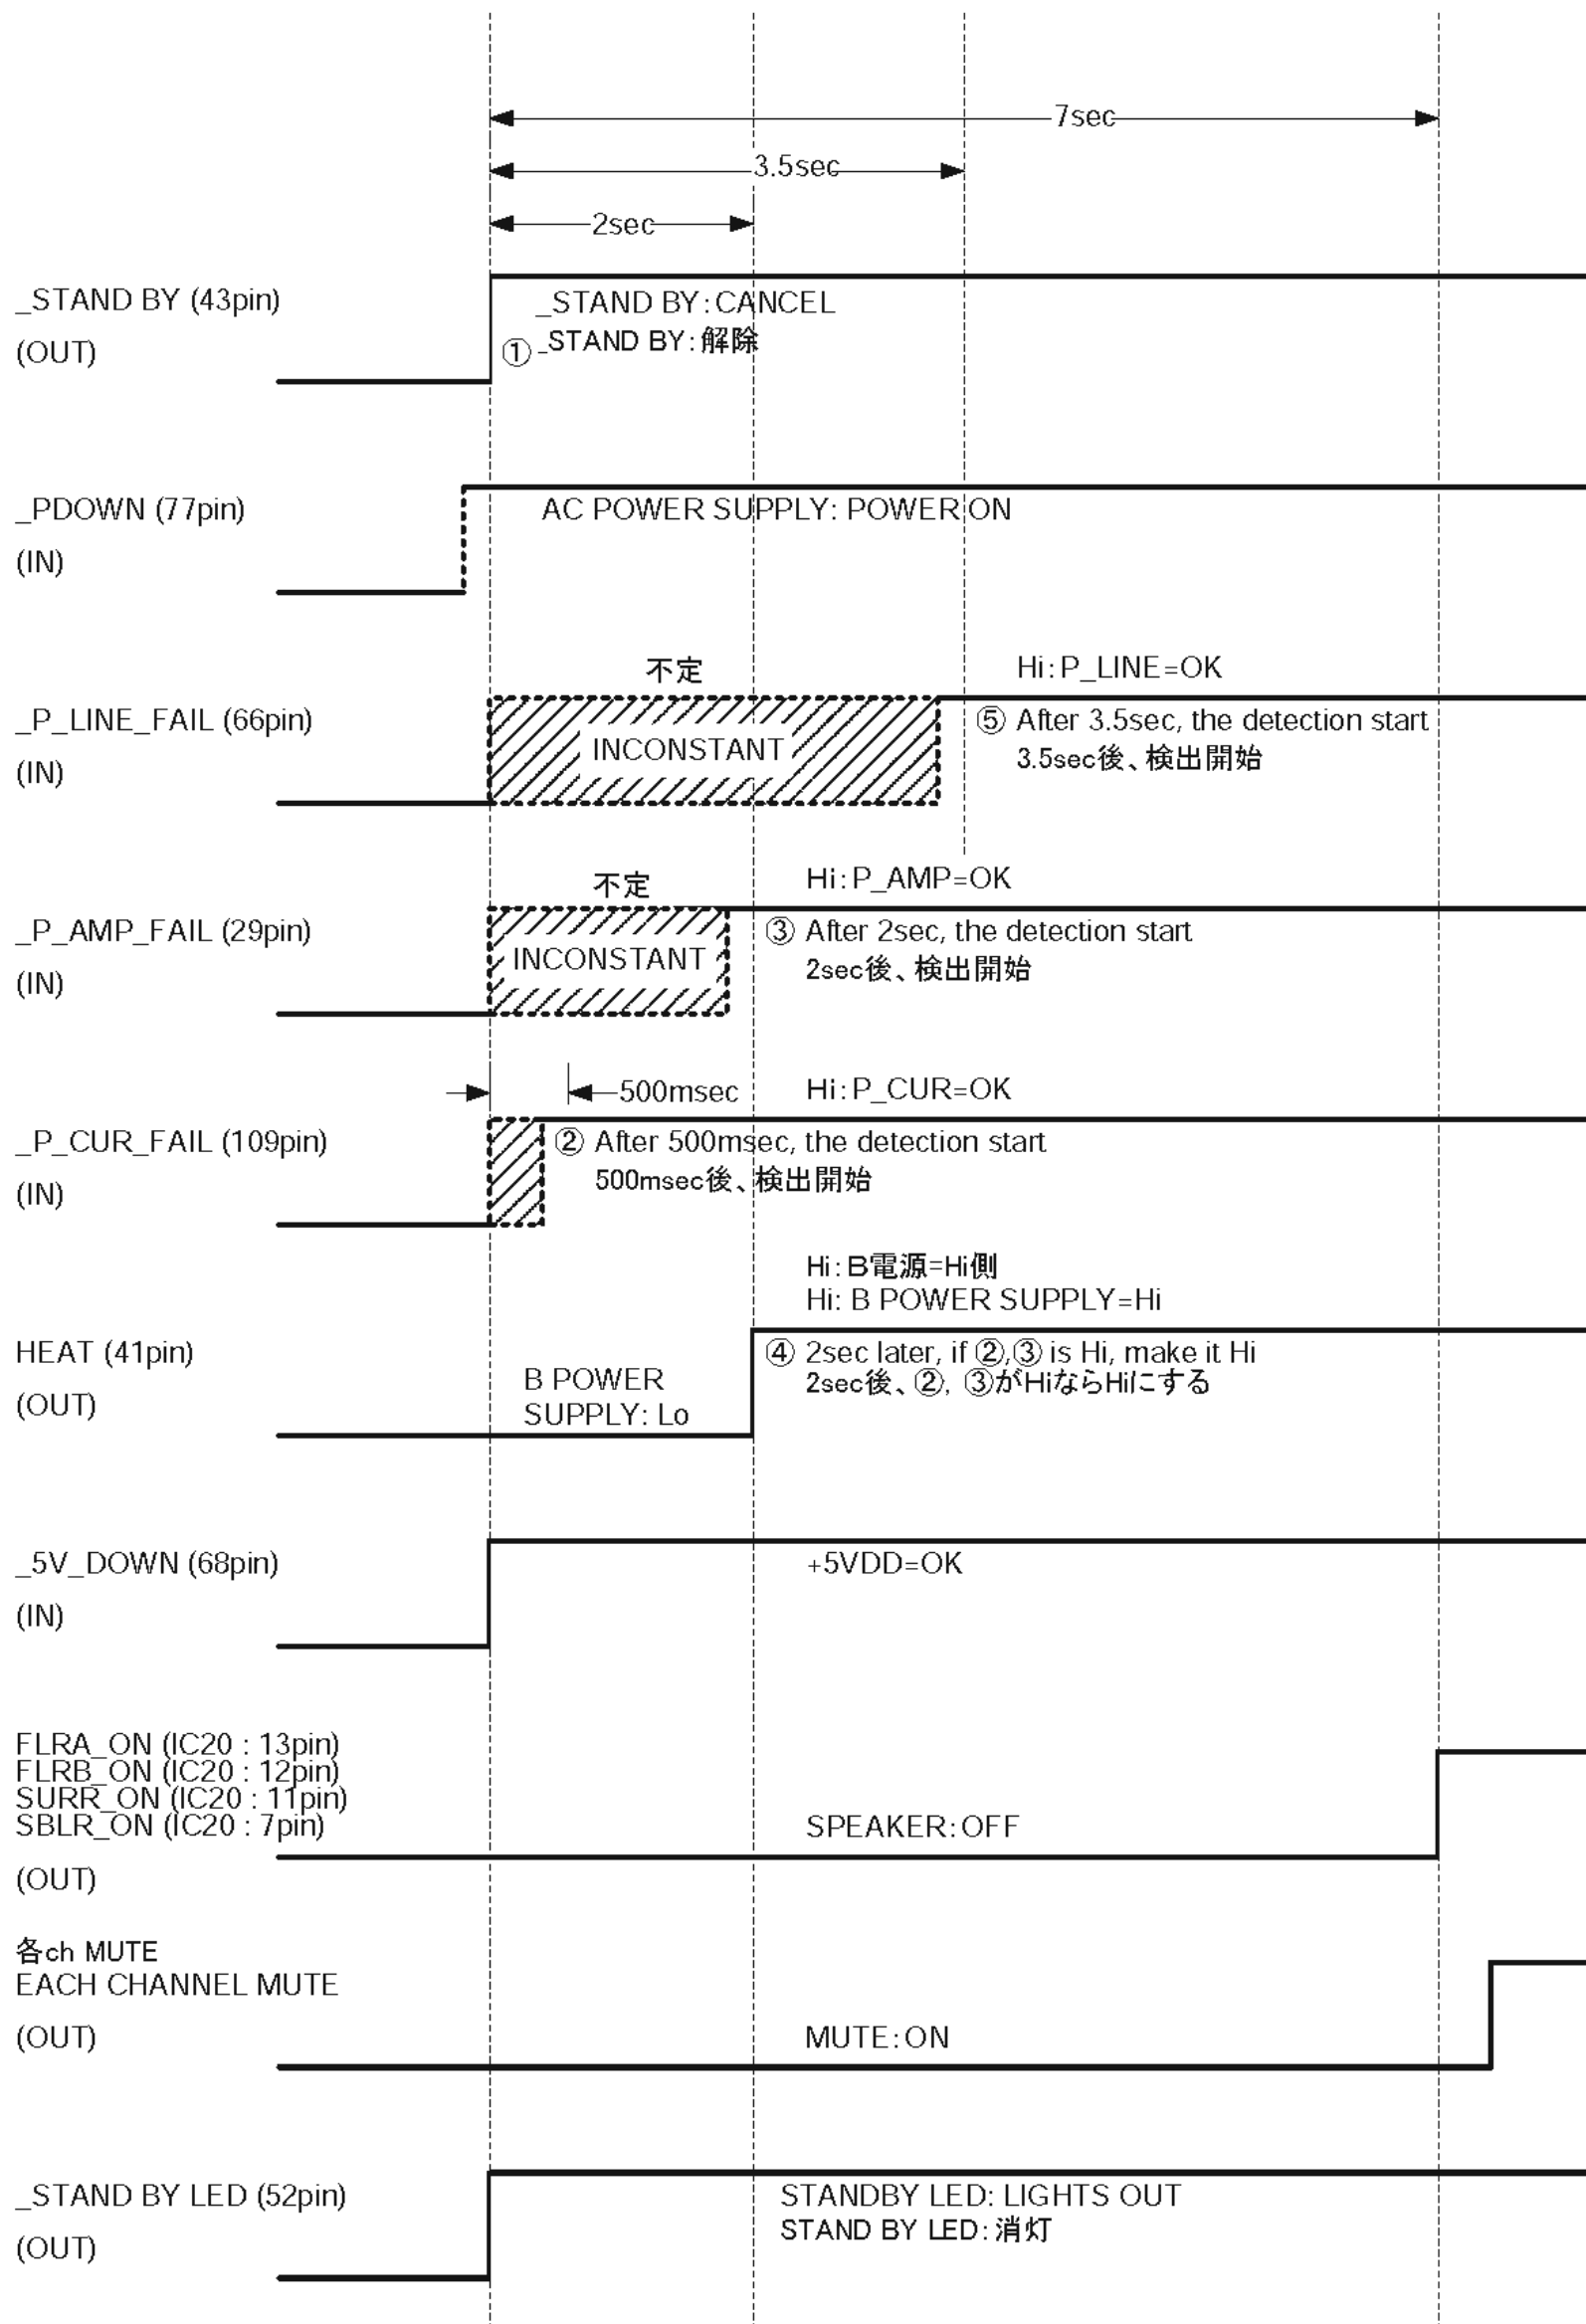 7sec
3.5sec
2sec
_STAND BY (43pin)
(OUT)
_STAND BY:CANCEL
① _STAND BY:解除
_PDOWN (77pin)
(IN)
AC POWER SUPPLY: POWER ON
不定
Hi:P_LINE=OK
_P_LINE_FAIL (66pin)
(IN)
INCONSTANT
⑤ After 3.5sec, the detection start
3.5sec後、検出開始
不定
Hi:P_AMP=OK
_P_AMP_FAIL (29pin)
(IN)
INCONSTANT
③ After 2sec, the detection start
2sec後、検出開始
500msec
Hi:P_CUR=OK
_P_CUR_FAIL (109pin)
(IN)
② After 500msec, the detection start
500msec後、検出開始
Hi:B電源=Hi側
Hi: B POWER SUPPLY=Hi
HEAT (41pin)
(OUT)
B POWER
SUPPLY: Lo
④ 2sec later, if ②,③ is Hi, make it Hi
2sec後、②, ③がHiならHiにする
_5V_DOWN (68pin)
(IN)
+5VDD=OK
FLRA_ON (IC20 : 13pin)
FLRB_ON (IC20 : 12pin)
SURR_ON (IC20 : 11pin)
SBLR_ON (IC20 : 7pin)
(OUT)
SPEAKER:OFF
各ch MUTE
EACH CHANNEL MUTE
(OUT)
MUTE:ON
_STAND BY LED (52pin)
(OUT)
STANDBY LED: LIGHTS OUT
STAND BY LED:消灯